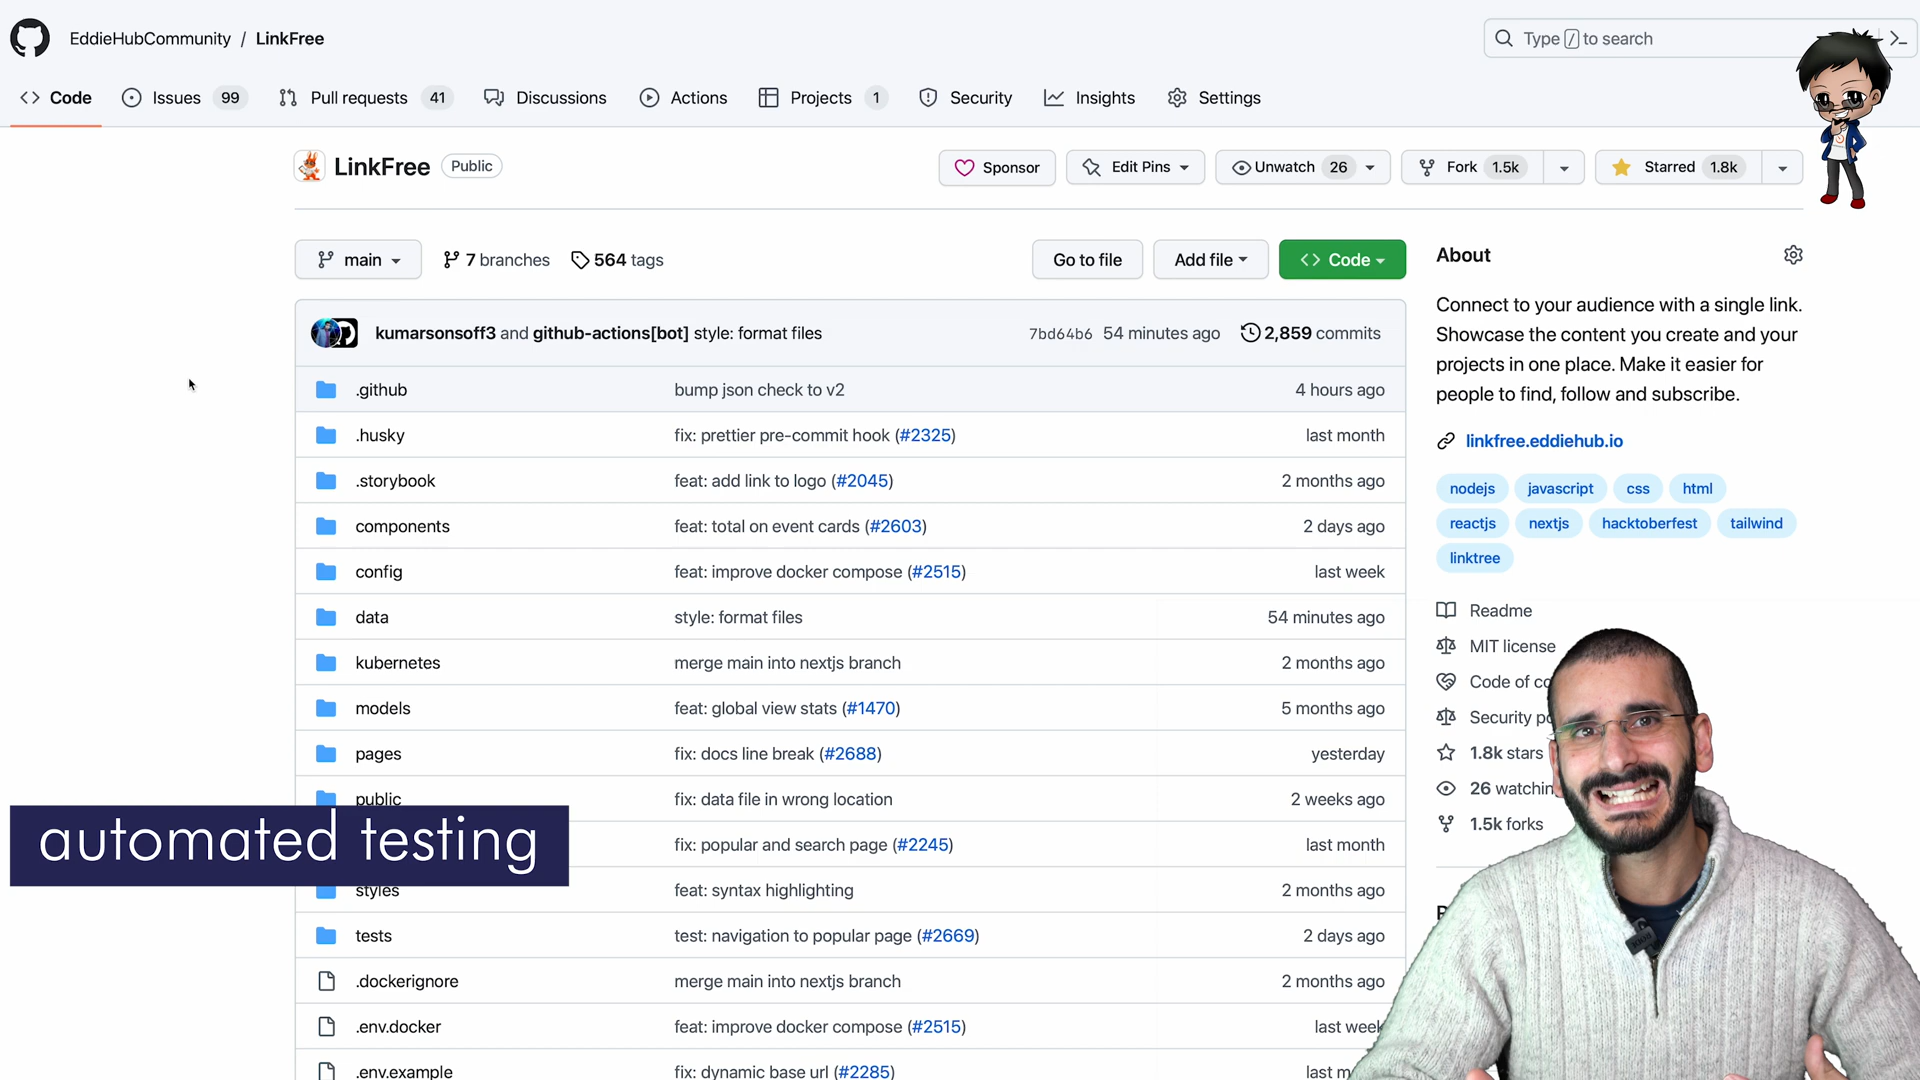 EddieHubCommunity / LinkFree
Type / to search
Code
Issues 99
Pull requests 41
Discussions
Actions
Projects 1
Security
Insights
Settings
LinkFree Public
Sponsor
Edit Pins
Unwatch 26
Fork 1.5k
Starred 1.8k
main
7 branches
564 tags
Go to file
Add file
Code
kumarsonsoff3 and github-actions[bot] style: format files 7bd64b6 54 minutes ago 2,859 commits
.github bump json check to v2 4 hours ago
.husky fix: prettier pre-commit hook (#2325) last month
.storybook feat: add link to logo (#2045) 2 months ago
components feat: total on event cards (#2603) 2 days ago
config feat: improve docker compose (#2515) last week
data style: format files 54 minutes ago
kubernetes merge main into nextjs branch 2 months ago
models feat: global view stats (#1470) 5 months ago
pages fix: docs line break (#2688) yesterday
public fix: data file in wrong location 2 weeks ago
fix: popular and search page (#2245) last month
styles feat: syntax highlighting 2 months ago
tests test: navigation to popular page (#2669) 2 days ago
.dockerignore merge main into nextjs branch 2 months ago
.env.docker feat: improve docker compose (#2515) last week
.env.example fix: dynamic base url (#2285) last m
automated testing
About
Connect to your audience with a single link.
Showcase the content you create and your
projects in one place. Make it easier for
people to find, follow and subscribe.
linkfree.eddiehub.io
nodejs javascript css html
reactjs nextjs hacktoberfest tailwind
linktree
Readme
MIT license
Code of co
Security po
1.8k stars
26 watchin
1.5k forks